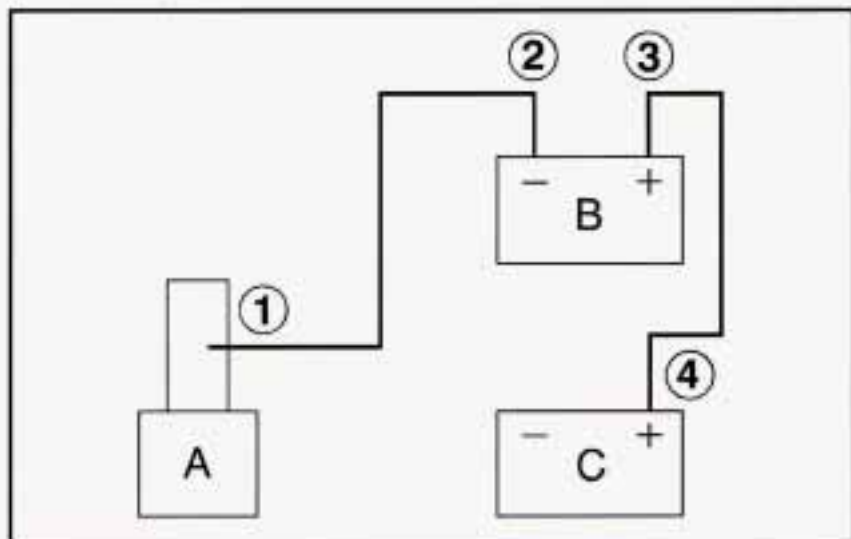 ② ③
− +
B
①
④
− +
A C